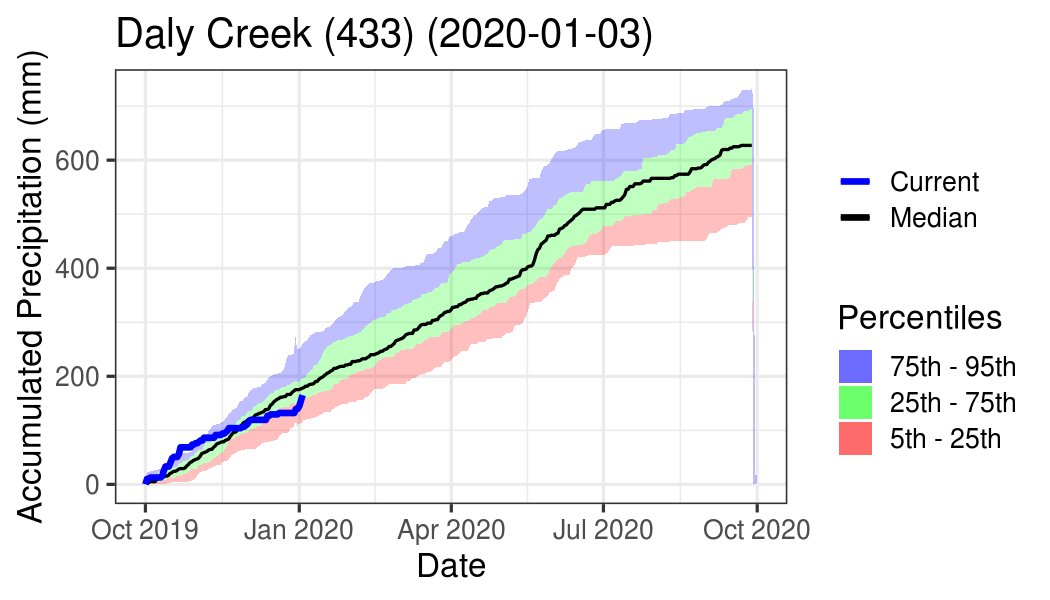 Daly Creek (433) (2020-01-03)
Accumulated Precipitation (mm)
600
400
200
0
Oct 2019
Jan 2020
Apr 2020
Jul 2020
Oct 2020
Date
Current
Median
Percentiles
75th - 95th
25th - 75th
5th - 25th